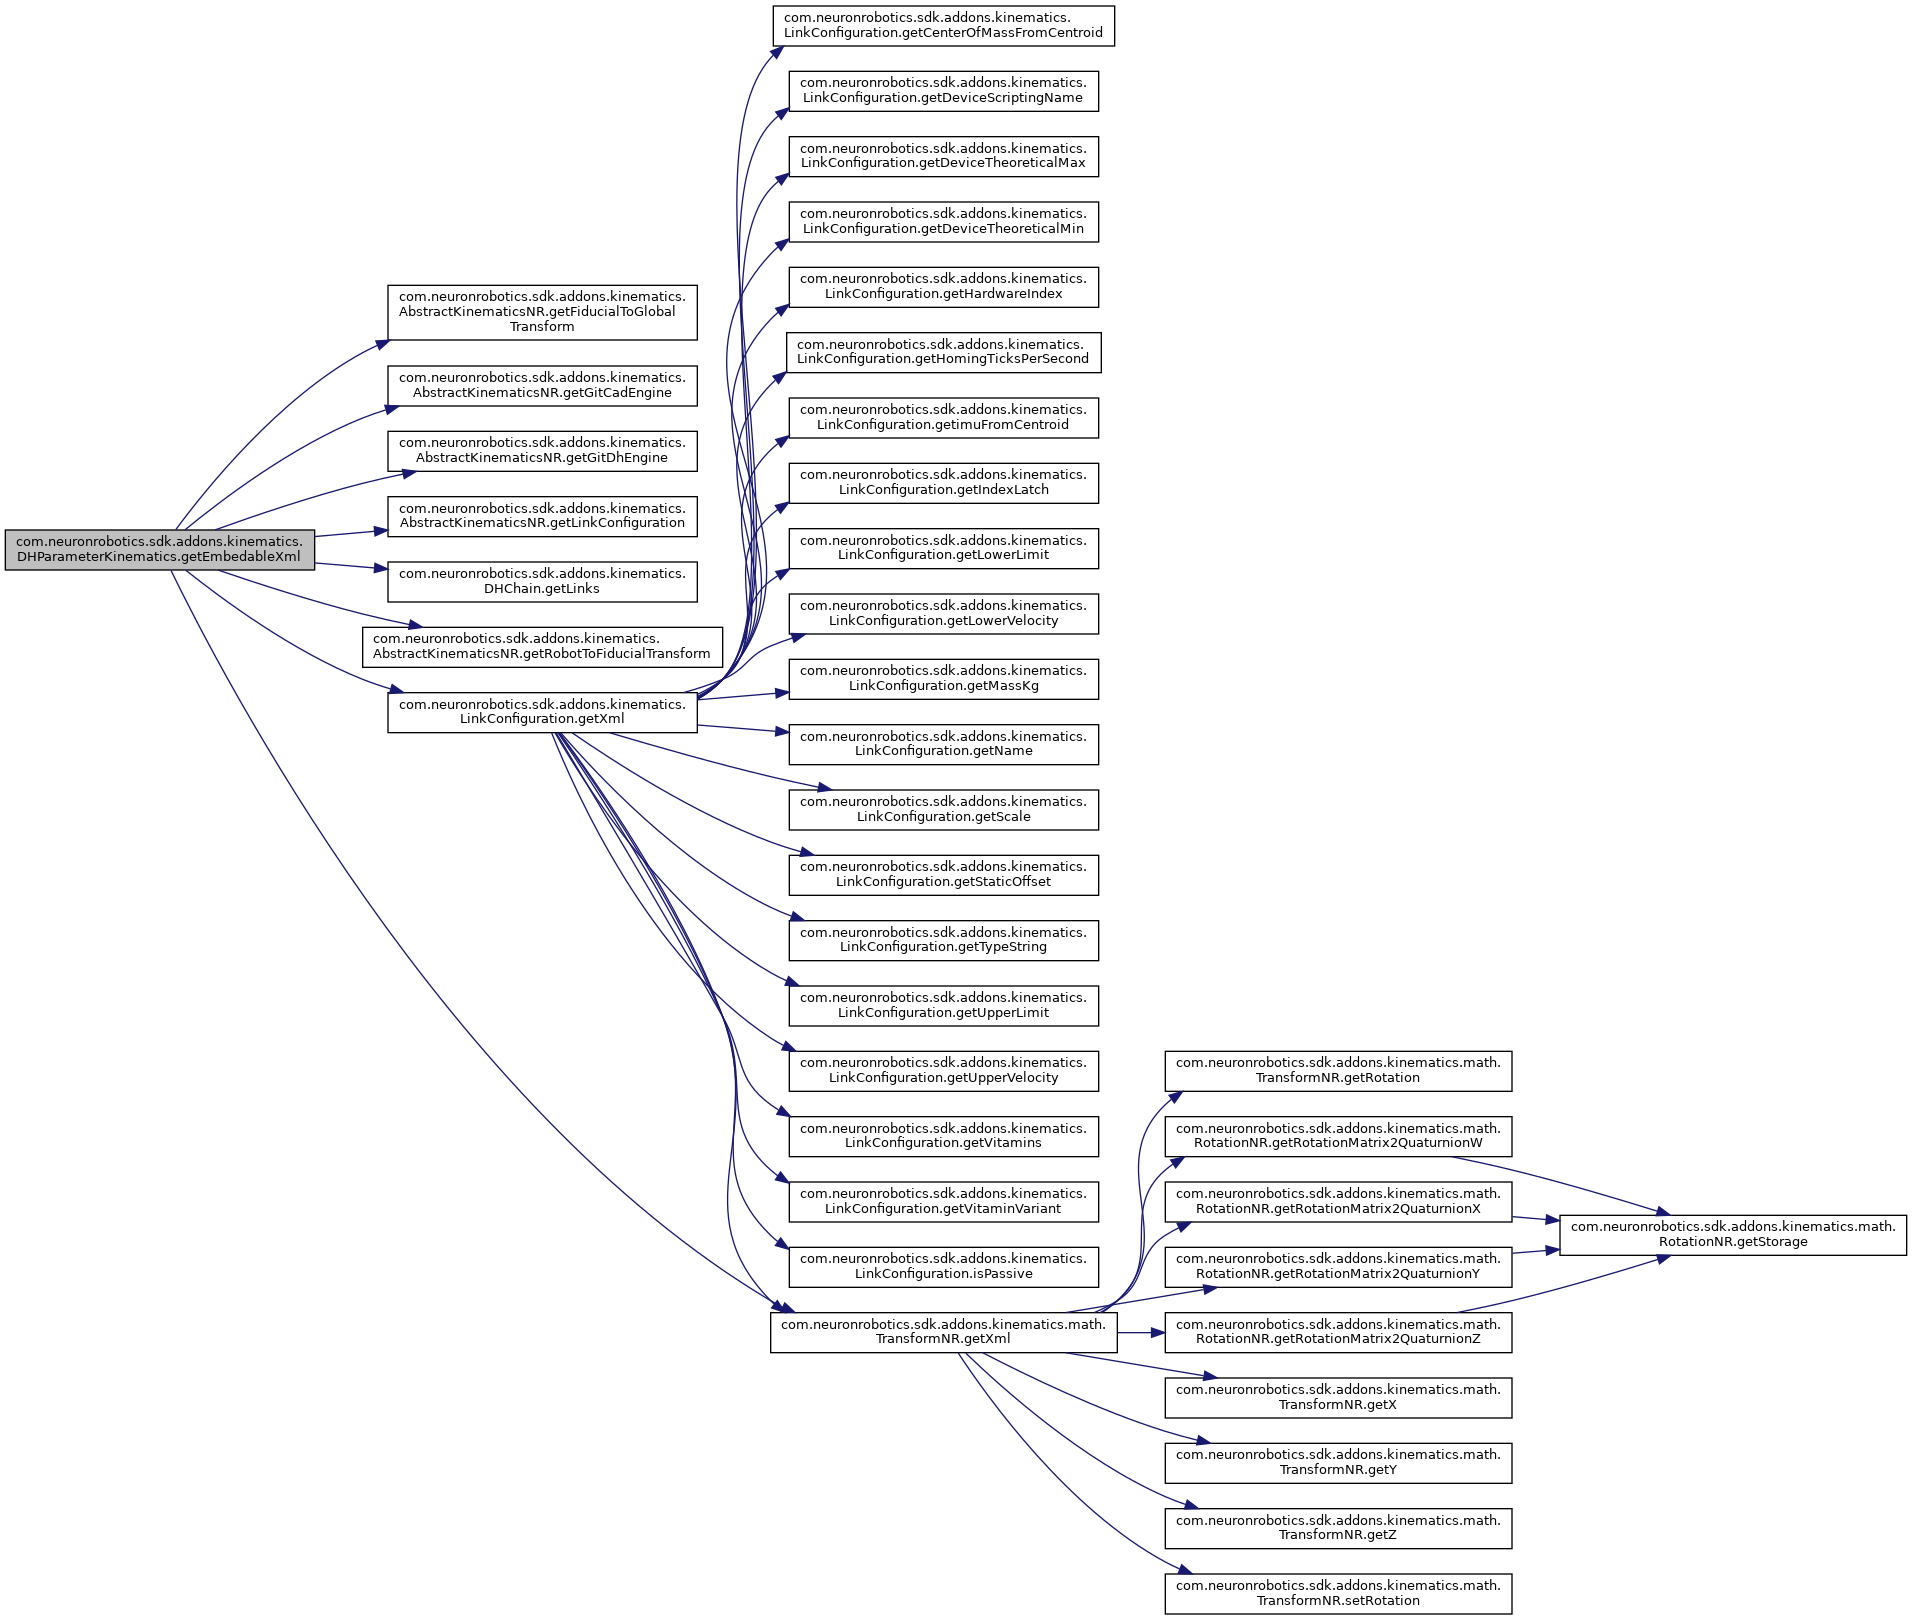 com.neuronrobotics.sdk.addons.kinematics.
DHParameterKinematics.getEmbedableXml
com.neuronrobotics.sdk.addons.kinematics.
AbstractKinematicsNR.getFiducialToGlobal
Transform
com.neuronrobotics.sdk.addons.kinematics.
AbstractKinematicsNR.getGitCadEngine
com.neuronrobotics.sdk.addons.kinematics.
AbstractKinematicsNR.getGitDhEngine
com.neuronrobotics.sdk.addons.kinematics.
AbstractKinematicsNR.getLinkConfiguration
com.neuronrobotics.sdk.addons.kinematics.
DHChain.getLinks
com.neuronrobotics.sdk.addons.kinematics.
AbstractKinematicsNR.getRobotToFiducialTransform
com.neuronrobotics.sdk.addons.kinematics.
LinkConfiguration.getXml
com.neuronrobotics.sdk.addons.kinematics.
LinkConfiguration.getCenterOfMassFromCentroid
com.neuronrobotics.sdk.addons.kinematics.
LinkConfiguration.getDeviceScriptingName
com.neuronrobotics.sdk.addons.kinematics.
LinkConfiguration.getDeviceTheoreticalMax
com.neuronrobotics.sdk.addons.kinematics.
LinkConfiguration.getDeviceTheoreticalMin
com.neuronrobotics.sdk.addons.kinematics.
LinkConfiguration.getHardwareIndex
com.neuronrobotics.sdk.addons.kinematics.
LinkConfiguration.getHomingTicksPerSecond
com.neuronrobotics.sdk.addons.kinematics.
LinkConfiguration.getimuFromCentroid
com.neuronrobotics.sdk.addons.kinematics.
LinkConfiguration.getIndexLatch
com.neuronrobotics.sdk.addons.kinematics.
LinkConfiguration.getLowerLimit
com.neuronrobotics.sdk.addons.kinematics.
LinkConfiguration.getLowerVelocity
com.neuronrobotics.sdk.addons.kinematics.
LinkConfiguration.getMassKg
com.neuronrobotics.sdk.addons.kinematics.
LinkConfiguration.getName
com.neuronrobotics.sdk.addons.kinematics.
LinkConfiguration.getScale
com.neuronrobotics.sdk.addons.kinematics.
LinkConfiguration.getStaticOffset
com.neuronrobotics.sdk.addons.kinematics.
LinkConfiguration.getTypeString
com.neuronrobotics.sdk.addons.kinematics.
LinkConfiguration.getUpperLimit
com.neuronrobotics.sdk.addons.kinematics.
LinkConfiguration.getUpperVelocity
com.neuronrobotics.sdk.addons.kinematics.
LinkConfiguration.getVitamins
com.neuronrobotics.sdk.addons.kinematics.
LinkConfiguration.getVitaminVariant
com.neuronrobotics.sdk.addons.kinematics.
LinkConfiguration.isPassive
com.neuronrobotics.sdk.addons.kinematics.math.
TransformNR.getXml
com.neuronrobotics.sdk.addons.kinematics.math.
TransformNR.getRotation
com.neuronrobotics.sdk.addons.kinematics.math.
RotationNR.getRotationMatrix2QuaturnionW
com.neuronrobotics.sdk.addons.kinematics.math.
RotationNR.getRotationMatrix2QuaturnionX
com.neuronrobotics.sdk.addons.kinematics.math.
RotationNR.getRotationMatrix2QuaturnionY
com.neuronrobotics.sdk.addons.kinematics.math.
RotationNR.getRotationMatrix2QuaturnionZ
com.neuronrobotics.sdk.addons.kinematics.math.
TransformNR.getX
com.neuronrobotics.sdk.addons.kinematics.math.
TransformNR.getY
com.neuronrobotics.sdk.addons.kinematics.math.
TransformNR.getZ
com.neuronrobotics.sdk.addons.kinematics.math.
TransformNR.setRotation
com.neuronrobotics.sdk.addons.kinematics.math.
RotationNR.getStorage